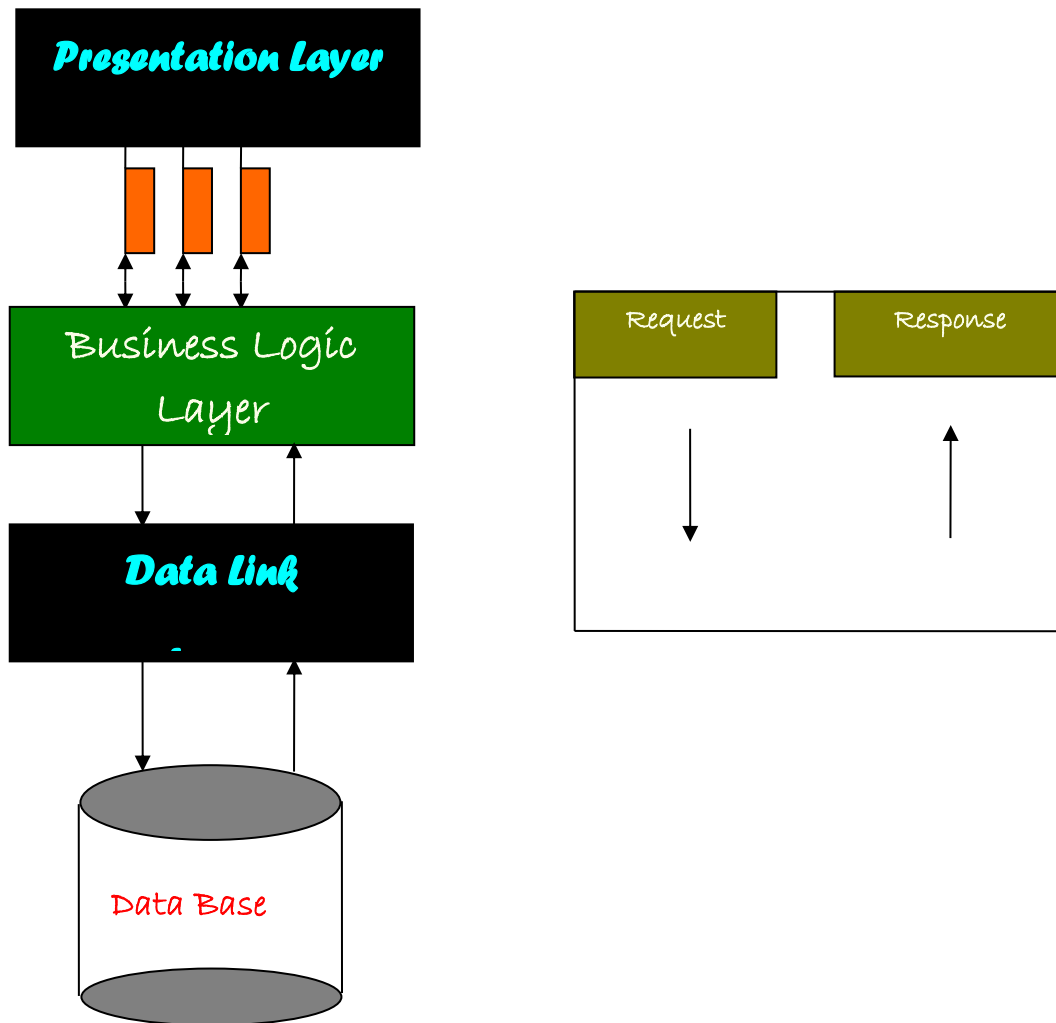 Presentation Layer
Business Logic
Layer
Data Link
Data Base
Request
Response